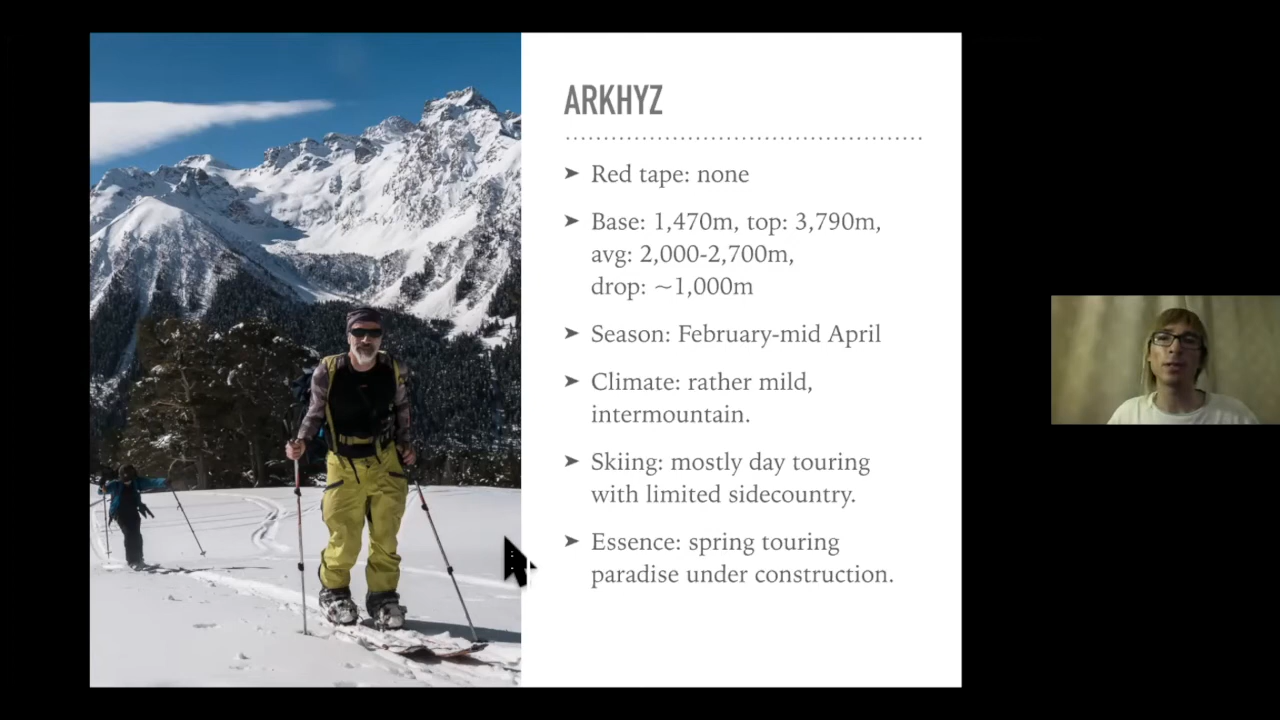 ARKHYZ
➤ Red tape: none
➤ Base: 1,470m, top: 3,790m,
avg: 2,000-2,700m,
drop: ~1,000m
➤ Season: February-mid April
➤ Climate: rather mild,
intermountain.
➤ Skiing: mostly day touring
with limited sidecountry.
➤ Essence: spring touring
paradise under construction.